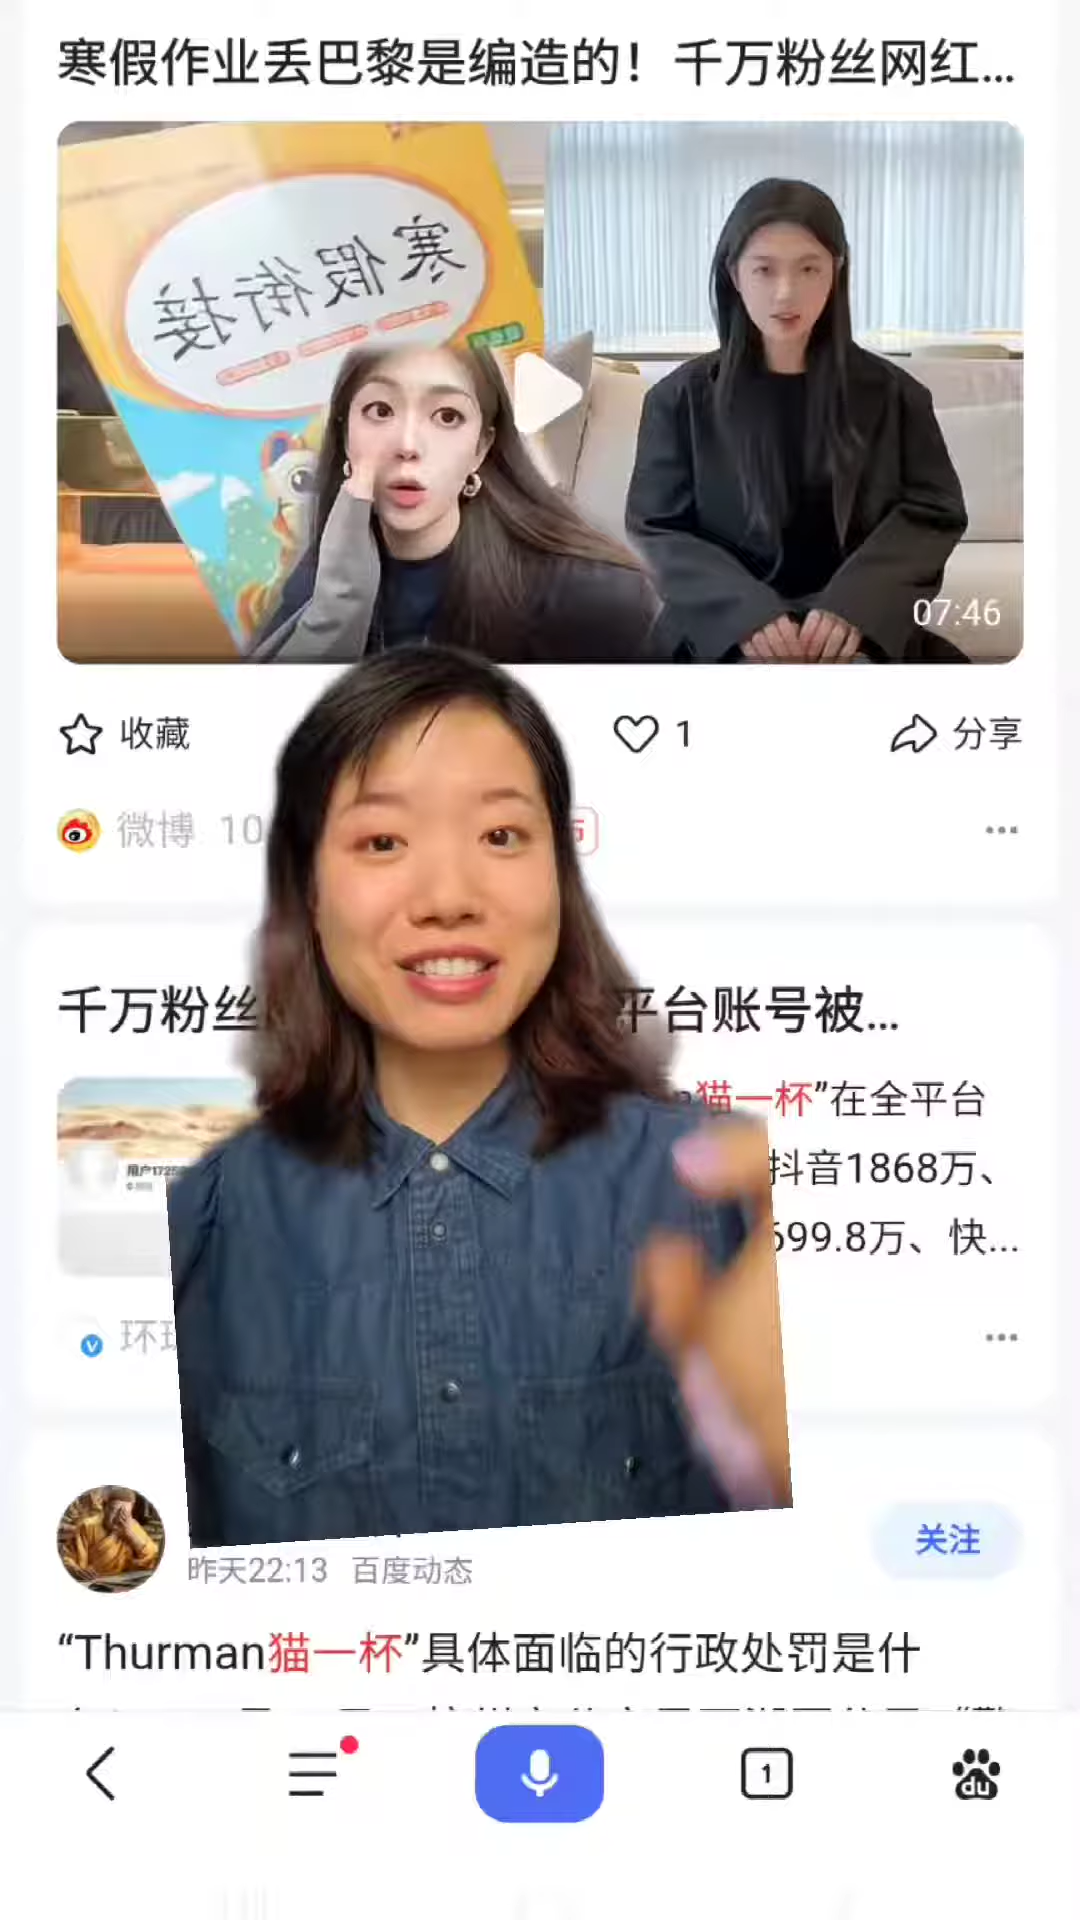 寒假作业丢巴黎是编造的！千万粉丝网红...
寒假衔接
07:46
收藏
1
分享
微博
千万粉丝
平台账号被...
猫一杯”在全平台
抖音1868万、
699.8万、快...
昨天22:13 百度动态
关注
“Thurman猫一杯”具体面临的行政处罚是什
1
du